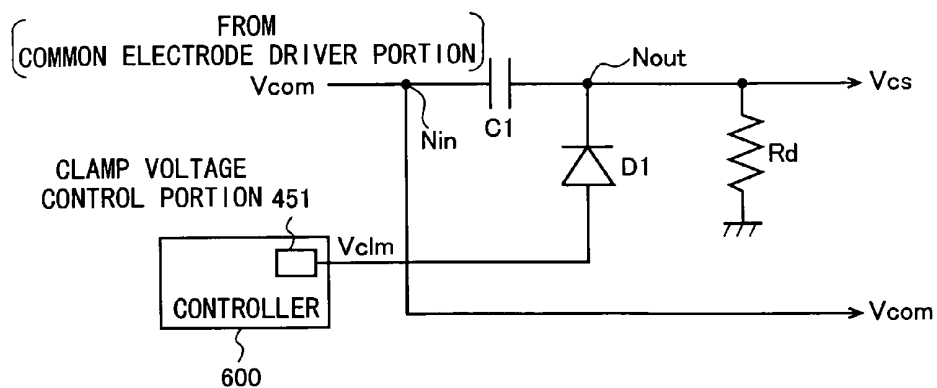 FROM
COMMON ELECTRODE DRIVER PORTION
Vcom
Nin
C1
Nout
Vcs
Rd
D1
CLAMP VOLTAGE
CONTROL PORTION 451
Vclm
CONTROLLER
600
Vcom